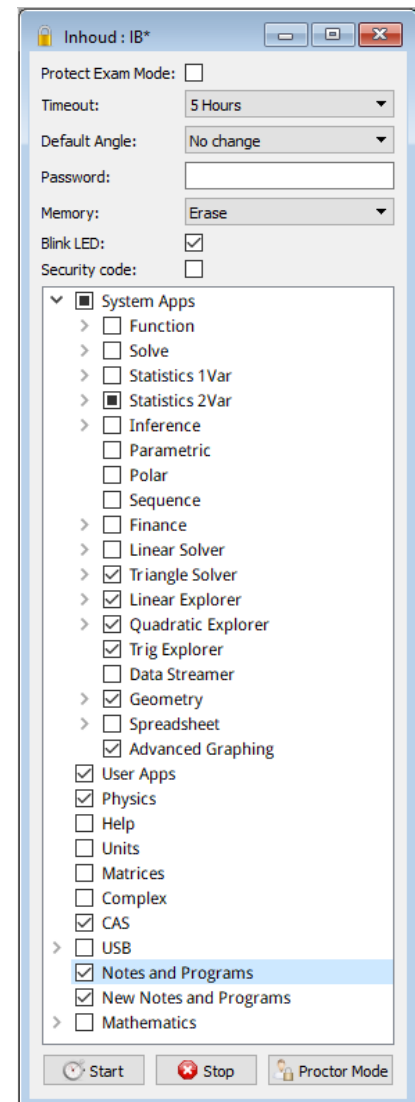 Inhoud : IB*
Protect Exam Mode:
Timeout: 5 Hours
Default Angle: No change
Password:
Memory: Erase
Blink LED:
Security code:
System Apps
Function
Solve
Statistics 1Var
Statistics 2Var
Inference
Parametric
Polar
Sequence
Finance
Linear Solver
Triangle Solver
Linear Explorer
Quadratic Explorer
Trig Explorer
Data Streamer
Geometry
Spreadsheet
Advanced Graphing
User Apps
Physics
Help
Units
Matrices
Complex
CAS
USB
Notes and Programs
New Notes and Programs
Mathematics
Start Stop Proctor Mode